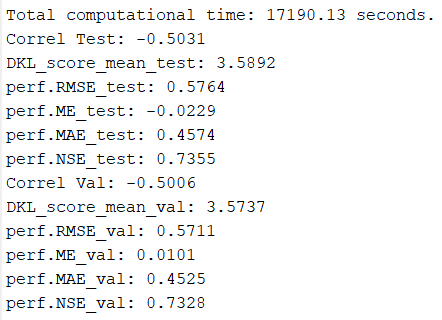 Total computational time: 17190.13 seconds.
Correl Test: -0.5031
DKL_score_mean_test: 3.5892
perf.RMSE_test: 0.5764
perf.ME_test: -0.0229
perf.MAE_test: 0.4574
perf.NSE_test: 0.7355
Correl Val: -0.5006
DKL_score_mean_val: 3.5737
perf.RMSE_val: 0.5711
perf.ME_val: 0.0101
perf.MAE_val: 0.4525
perf.NSE_val: 0.7328